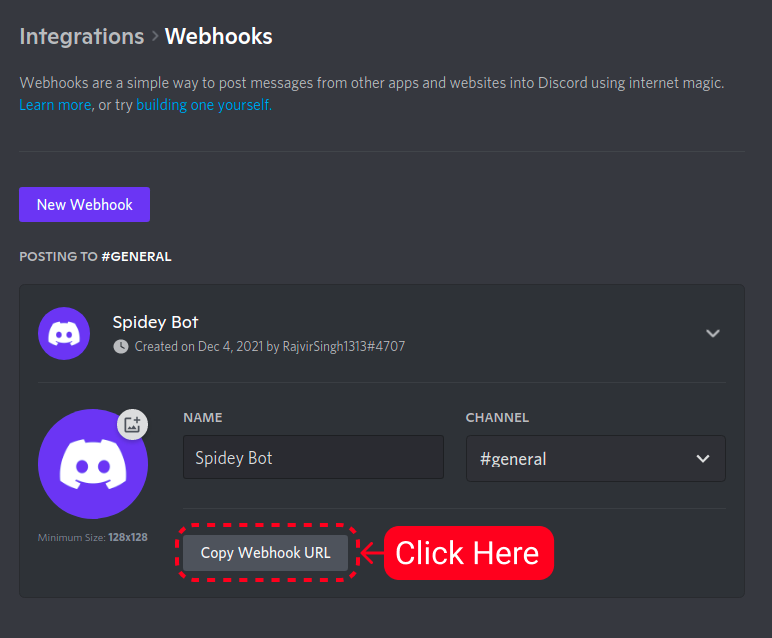 Integrations > Webhooks
Webhooks are a simple way to post messages from other apps and websites into Discord using internet magic.
Learn more, or try building one yourself.
New Webhook
POSTING TO #GENERAL
Spidey Bot
Created on Dec 4, 2021 by RajvirSingh1313#4707
NAME
CHANNEL
Spidey Bot
#general
Minimum Size: 128x128
Copy Webhook URL
Click Here